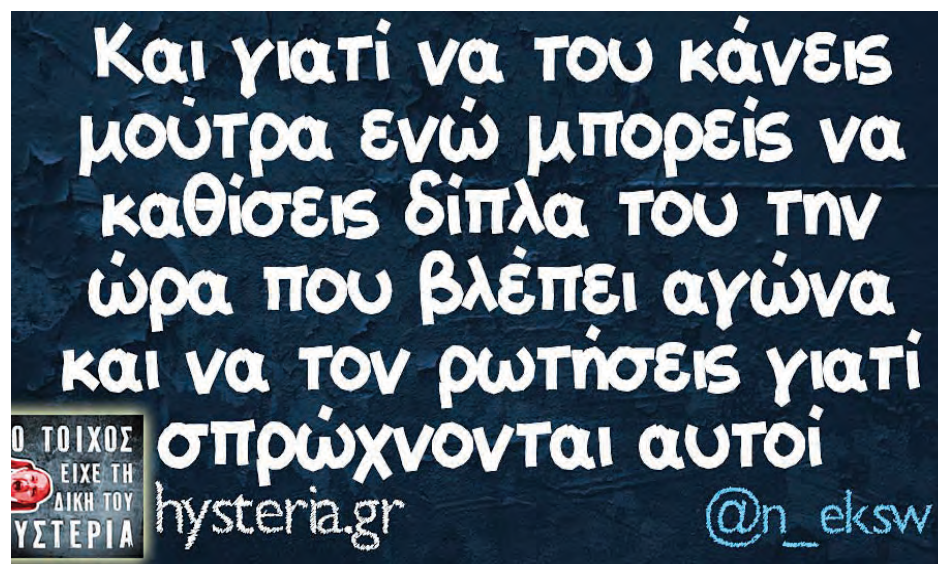 Και γιατί να του κάνεις
μούτρα ενώ μπορείς να
καθίσεις δίπλα του την
ώρα που βλέπει αγώνα
και να τον ρωτήσεις γιατί
σπρώχνονται αυτοί
Ο ΤΟΙΧΟΣ
ΕΙΧΕ ΤΗ
ΔΙΚΗ ΤΟΥ
ΥΣΤΕΡΙΑ
hysteria.gr
@n_eksw